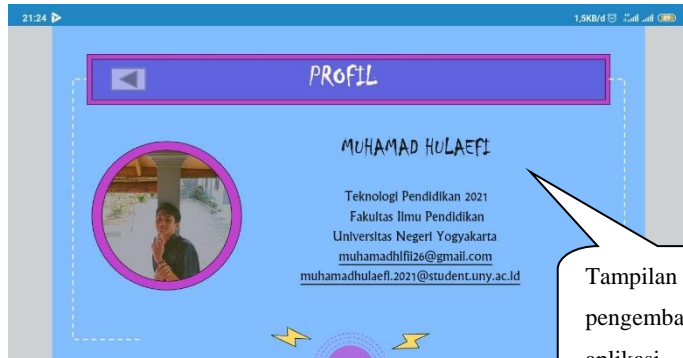 21:24
1,5KB/d
PROFIL
MUHAMAD HULAEFI
Teknologi Pendidikan 2021
Fakultas Ilmu Pendidikan
Universitas Negeri Yogyakarta
muhamadhlfii26@gmail.com
muhamadhulaefi.2021@student.uny.ac.id
Tampilan
pengemba